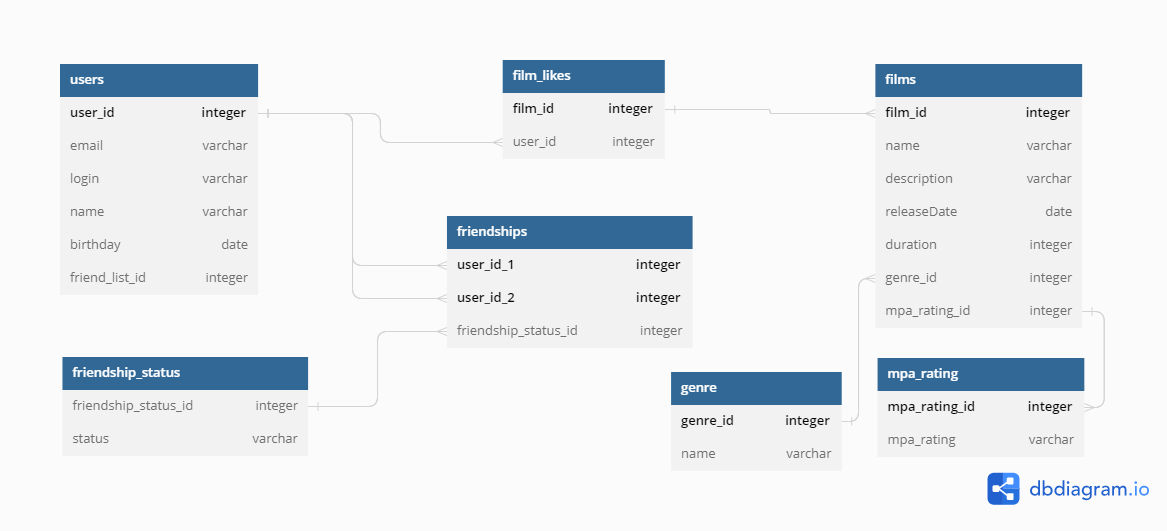 users
user_id integer
email varchar
login varchar
name varchar
birthday date
friend_list_id integer
film_likes
film_id integer
user_id integer
films
film_id integer
name varchar
description varchar
releaseDate date
duration integer
genre_id integer
mpa_rating_id integer
friendships
user_id_1 integer
user_id_2 integer
friendship_status_id integer
friendship_status
friendship_status_id integer
status varchar
genre
genre_id integer
name varchar
mpa_rating
mpa_rating_id integer
mpa_rating varchar
dbdiagram.io